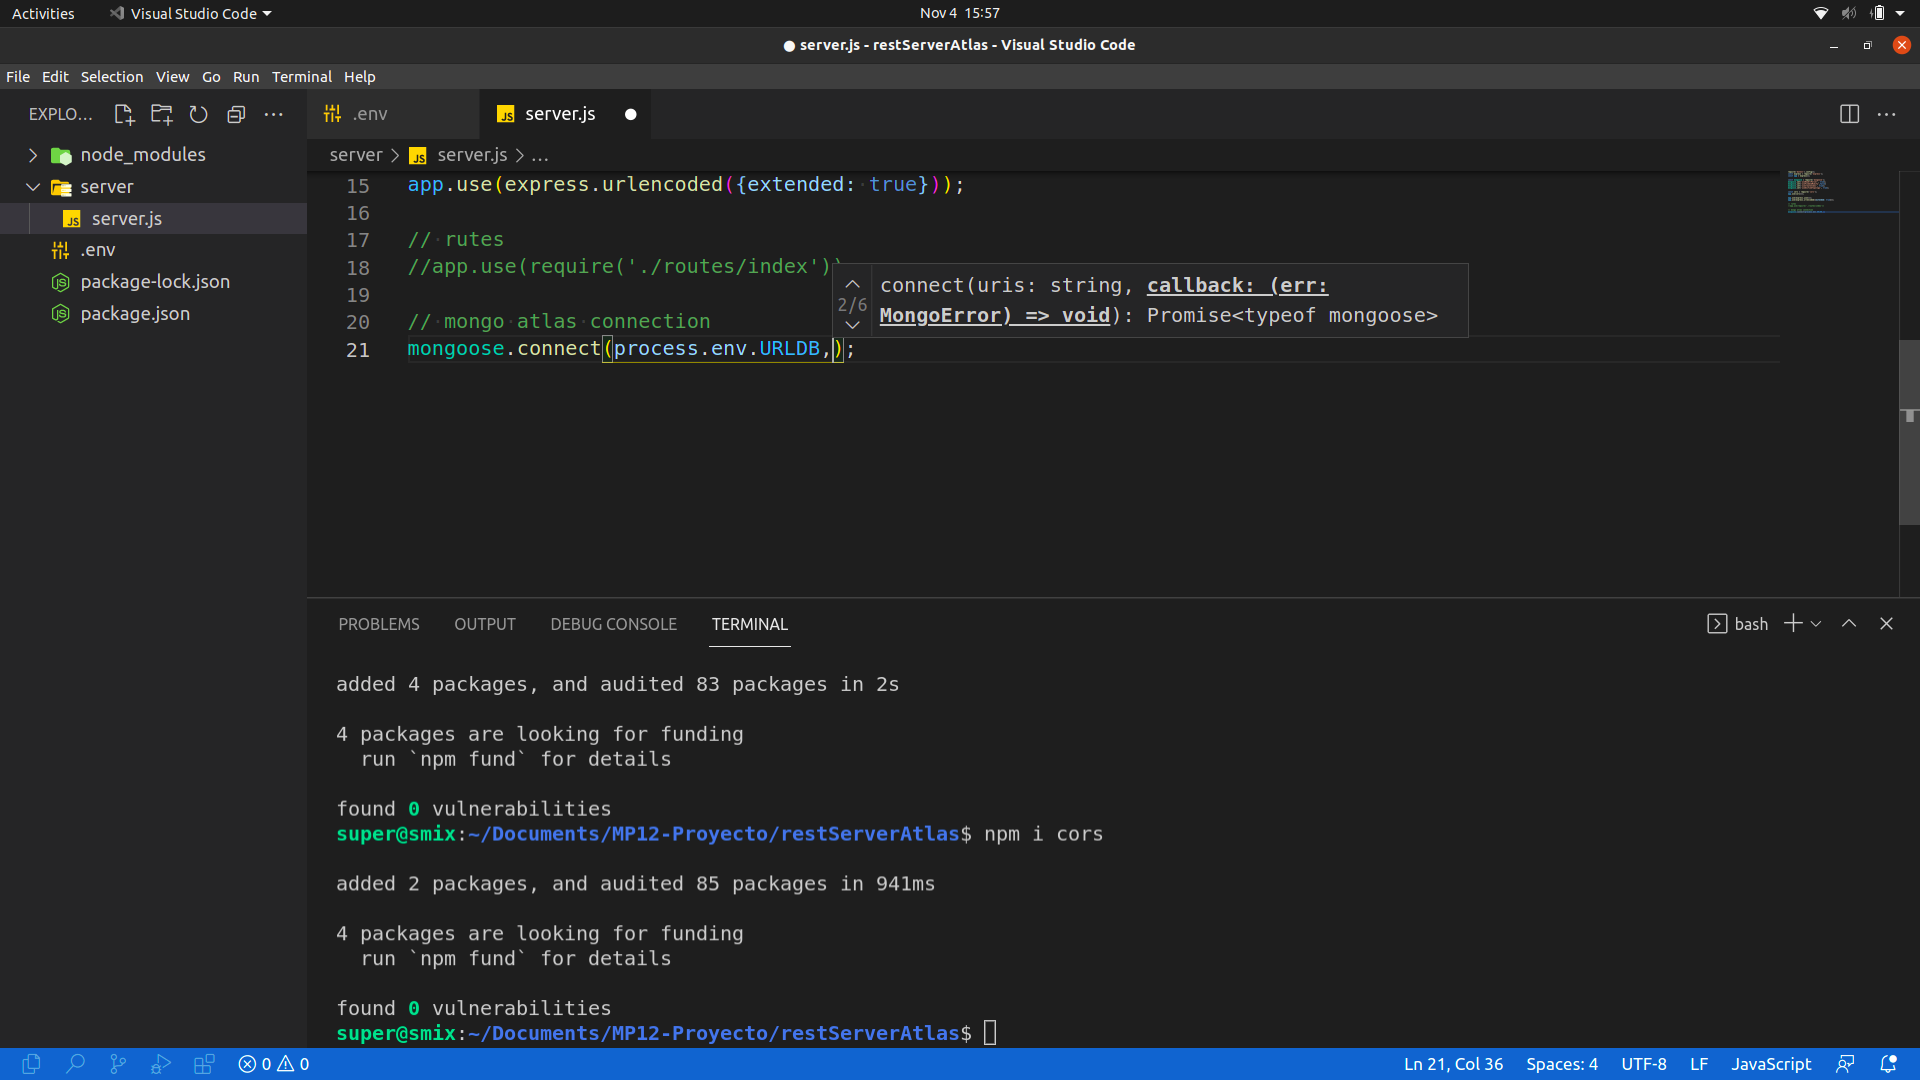 Activities
Visual Studio Code
Nov 4 15:57
● server.js - restServerAtlas - Visual Studio Code
File Edit Selection View Go Run Terminal Help
EXPLO...
.env
server.js
node_modules
server
server.js
.env
package-lock.json
package.json
server > server.js > ...
15 app.use(express.urlencoded({extended: true}));
16
17 // rutes
18 //app.use(require('./routes/index'))
19
20 // mongo atlas connection
21 mongoose.connect(process.env.URLDB,);
2/6
connect(uris: string, callback: (err:
MongoError) => void): Promise<typeof mongoose>
PROBLEMS OUTPUT DEBUG CONSOLE TERMINAL
bash
added 4 packages, and audited 83 packages in 2s
4 packages are looking for funding
run `npm fund` for details
found 0 vulnerabilities
super@smix:~/Documents/MP12-Proyecto/restServerAtlas$ npm i cors
added 2 packages, and audited 85 packages in 941ms
4 packages are looking for funding
run `npm fund` for details
found 0 vulnerabilities
super@smix:~/Documents/MP12-Proyecto/restServerAtlas$
0 0
Ln 21, Col 36 Spaces: 4 UTF-8 LF JavaScript